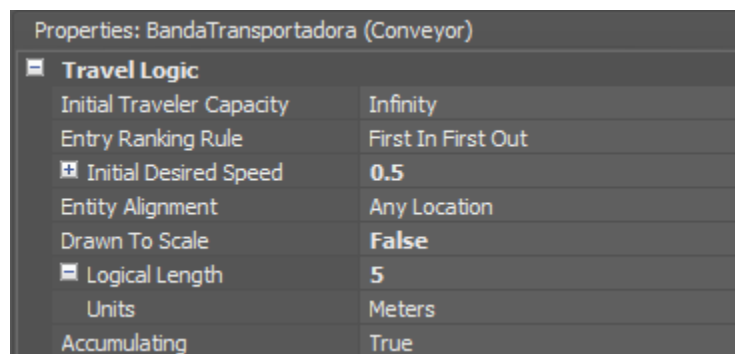 Properties: BandaTransportadora (Conveyor)
Travel Logic
Initial Traveler Capacity Infinity
Entry Ranking Rule First In First Out
Initial Desired Speed 0.5
Entity Alignment Any Location
Drawn To Scale False
Logical Length 5
Units Meters
Accumulating True